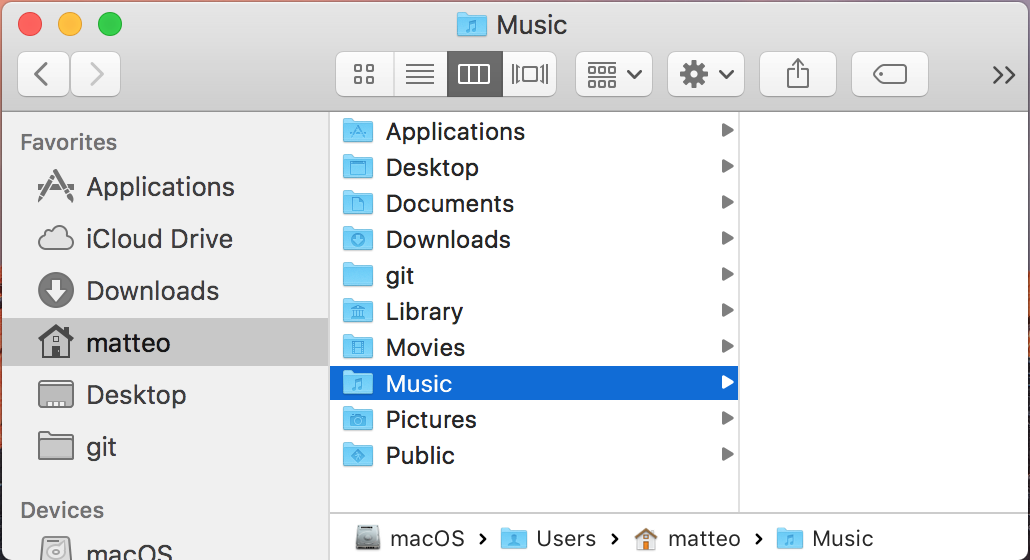 Music
Favorites
Applications
iCloud Drive
Downloads
matteo
Desktop
git
Devices
macOS
Applications
Desktop
Documents
Downloads
git
Library
Movies
Music
Pictures
Public
macOS › Users › matteo › Music